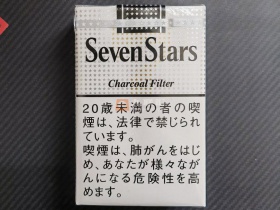 Seven Stars
Charcoal Filter
20歳未満の者の喫
煙は、法律で禁じられ
ています。
喫煙は、肺がんをはじ
め、あなたが様々なが
んになる危険性を高
めます。